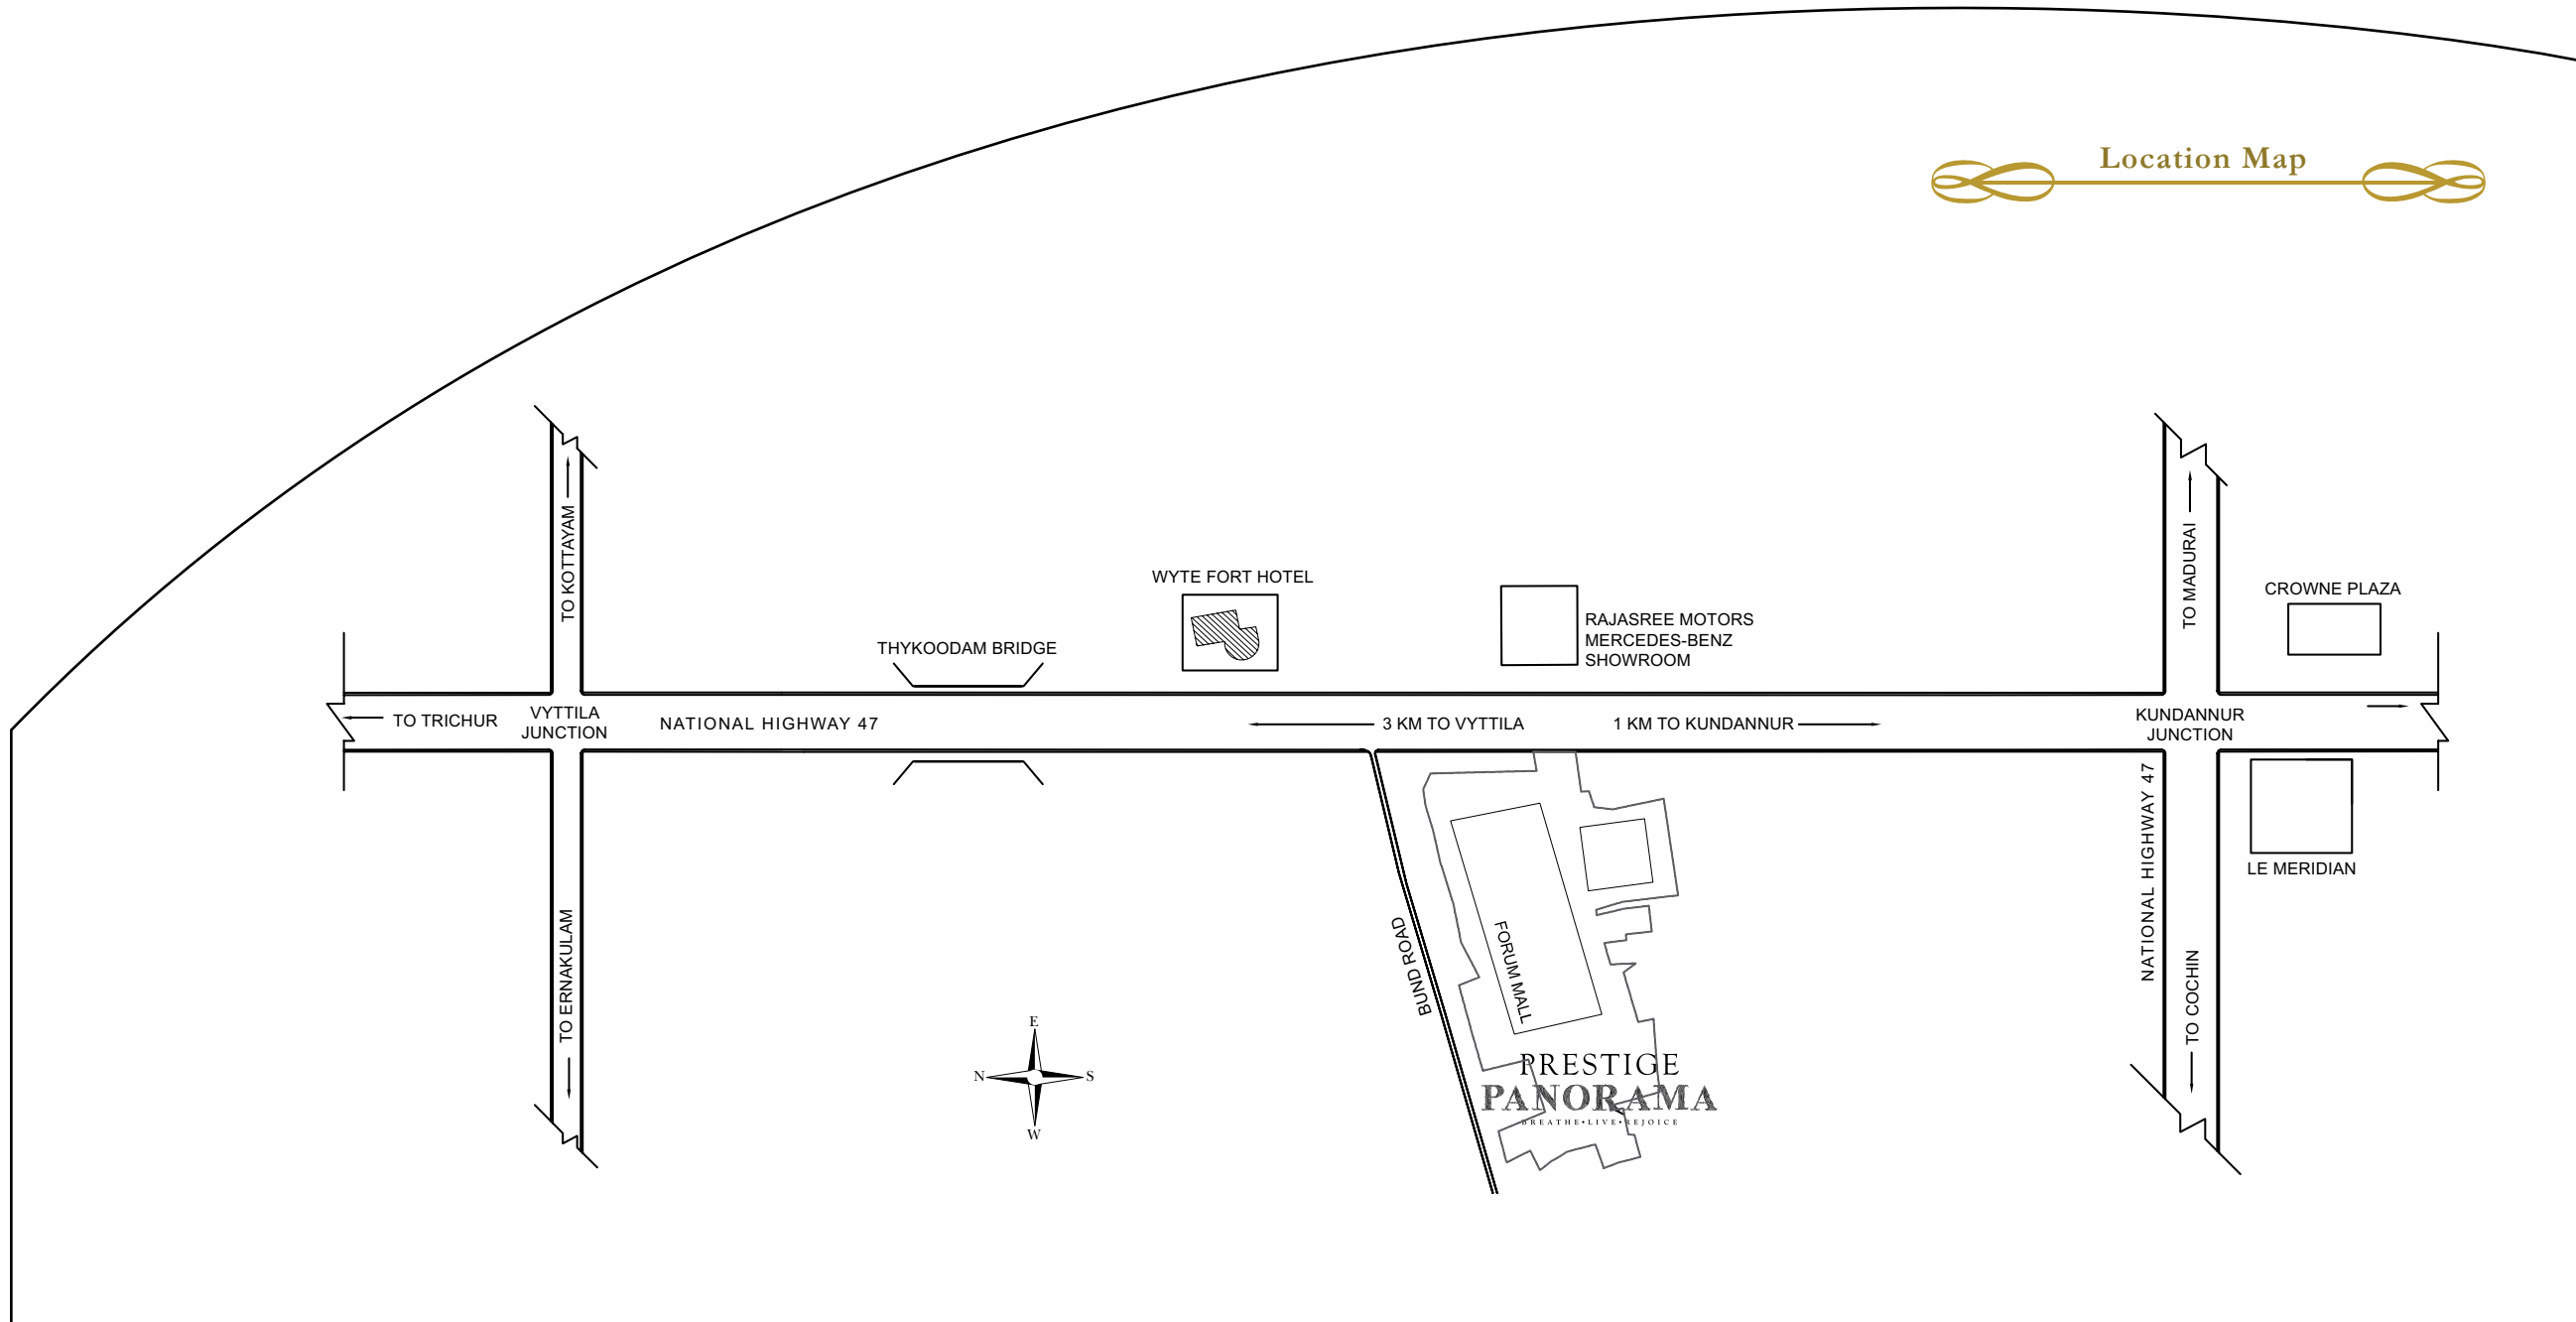 Location Map
TO KOTTAYAM
TO MADURAI
WYTE FORT HOTEL
CROWNE PLAZA
RAJASREE MOTORS
MERCEDES-BENZ
SHOWROOM
THYKOODAM BRIDGE
TO TRICHUR
VYTTILA
JUNCTION
NATIONAL HIGHWAY 47
3 KM TO VYTTILA
1 KM TO KUNDANNUR
KUNDANNUR
JUNCTION
NATIONAL HIGHWAY 47
LE MERIDIAN
TO ERNAKULAM
BUND ROAD
FORUM MALL
TO COCHIN
E
N
S
W
PRESTIGE
PANORAMA
BREATHE•LIVE•REJOICE